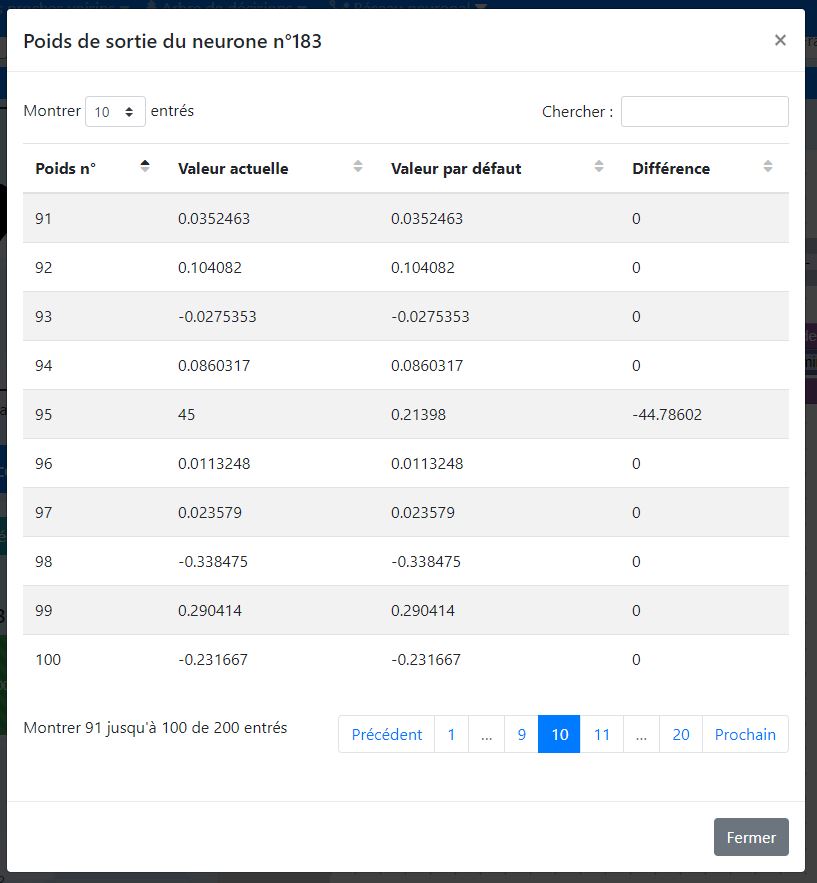 Poids de sortie du neurone n°183 ×
Montrer 10 entrés Chercher :
Poids n° Valeur actuelle Valeur par défaut Différence
91 0.0352463 0.0352463 0
92 0.104082 0.104082 0
93 -0.0275353 -0.0275353 0
94 0.0860317 0.0860317 0
95 45 0.21398 -44.78602
96 0.0113248 0.0113248 0
97 0.023579 0.023579 0
98 -0.338475 -0.338475 0
99 0.290414 0.290414 0
100 -0.231667 -0.231667 0
Montrer 91 jusqu'à 100 de 200 entrés Précédent 1 ... 9 10 11 ... 20 Prochain
Fermer